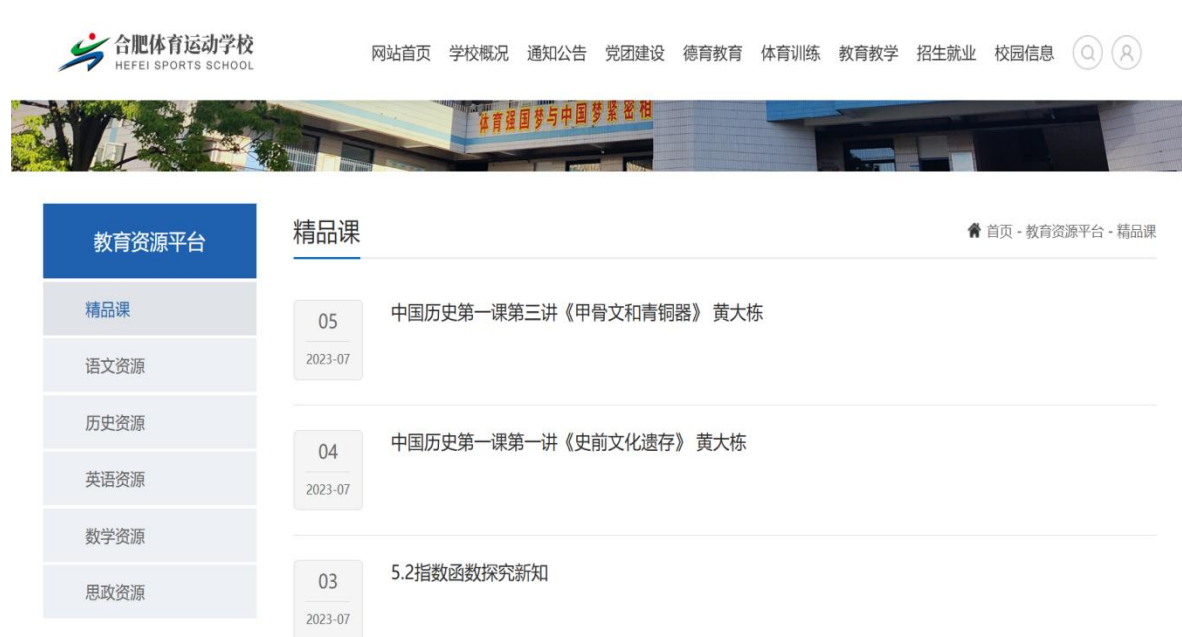 合肥体育运动学校
HEFEI SPORTS SCHOOL
网站首页 学校概况 通知公告 党团建设 德育教育 体育训练 教育教学 招生就业 校园信息
体育强国梦与中国梦紧密相
教育资源平台
精品课
语文资源
历史资源
英语资源
数学资源
思政资源
精品课
首页 - 教育资源平台 - 精品课
05
2023-07
中国历史第一课第三讲《甲骨文和青铜器》 黄大栋
04
2023-07
中国历史第一课第一讲《史前文化遗存》 黄大栋
03
2023-07
5.2指数函数探究新知